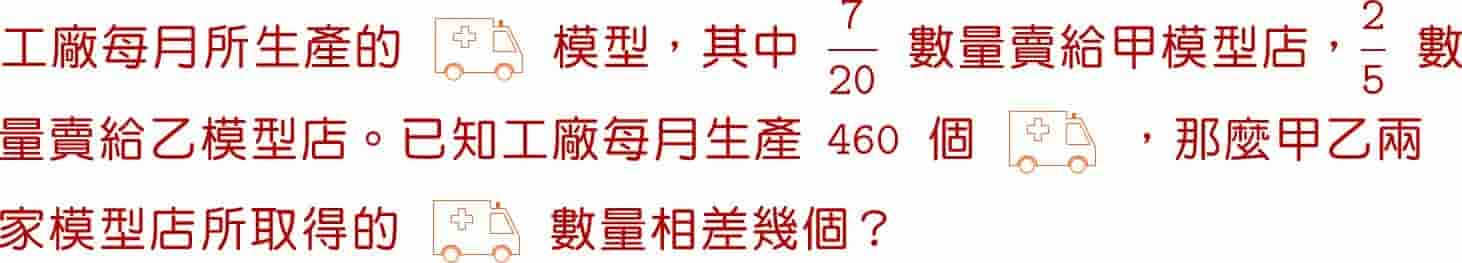 工廠每月所生產的 模型，其中 7/20 數量賣給甲模型店，2/5 數
量賣給乙模型店。已知工廠每月生產 460 個 ，那麼甲乙兩
家模型店所取得的 數量相差幾個？